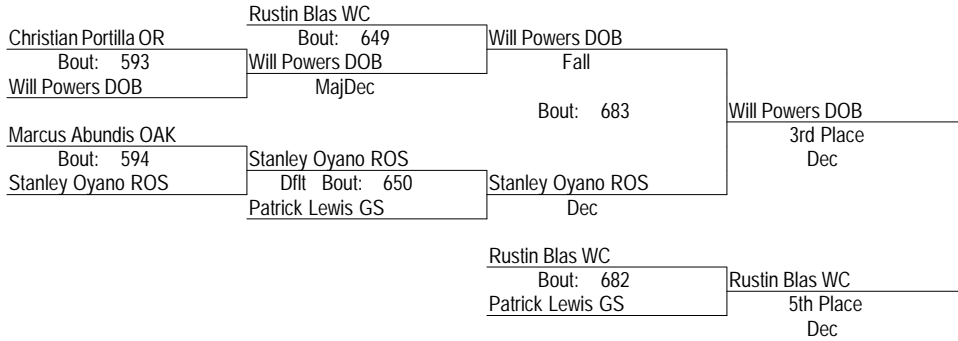 Rustin Blas WC
Christian Portilla OR
Bout: 649
Will Powers DOB
Bout: 593
Will Powers DOB
Fall
Will Powers DOB
MajDec
Bout: 683
Will Powers DOB
Marcus Abundis OAK
3rd Place
Bout: 594
Stanley Oyano ROS
Dec
Stanley Oyano ROS
Dflt Bout: 650
Stanley Oyano ROS
Patrick Lewis GS
Dec
Rustin Blas WC
Bout: 682
Rustin Blas WC
Patrick Lewis GS
5th Place
Dec